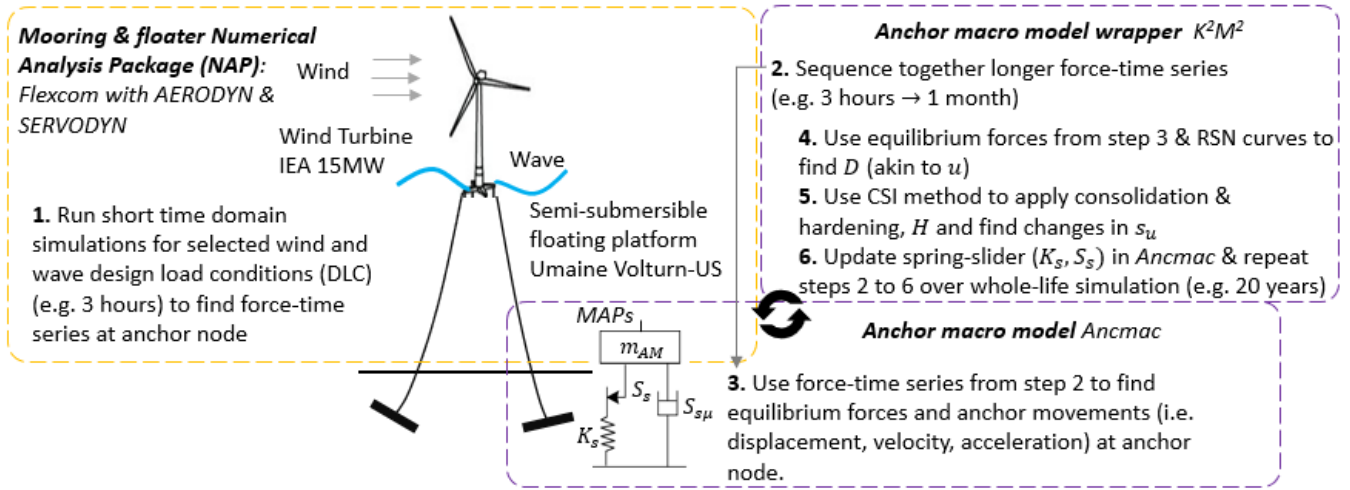 Mooring & floater Numerical
Analysis Package (NAP):
Flexcom with AERODYN &
SERVODYN
Wind
Wind Turbine
IEA 15MW
Wave
Semi-submersible
floating platform
Umaine Volturn-US
1. Run short time domain
simulations for selected wind and
wave design load conditions (DLC)
(e.g. 3 hours) to find force-time
series at anchor node
Anchor macro model wrapper K²M²
2. Sequence together longer force-time series
(e.g. 3 hours → 1 month)
4. Use equilibrium forces from step 3 & RSN curves to
find D (akin to u)
5. Use CSI method to apply consolidation &
hardening, H and find changes in sᵤ
6. Update spring-slider (Kₛ, Sₛ) in Ancmac & repeat
steps 2 to 6 over whole-life simulation (e.g. 20 years)
MAPs
m_AM
Sₛ
S_sμ
Kₛ
Anchor macro model Ancmac
3. Use force-time series from step 2 to find
equilibrium forces and anchor movements (i.e.
displacement, velocity, acceleration) at anchor
node.